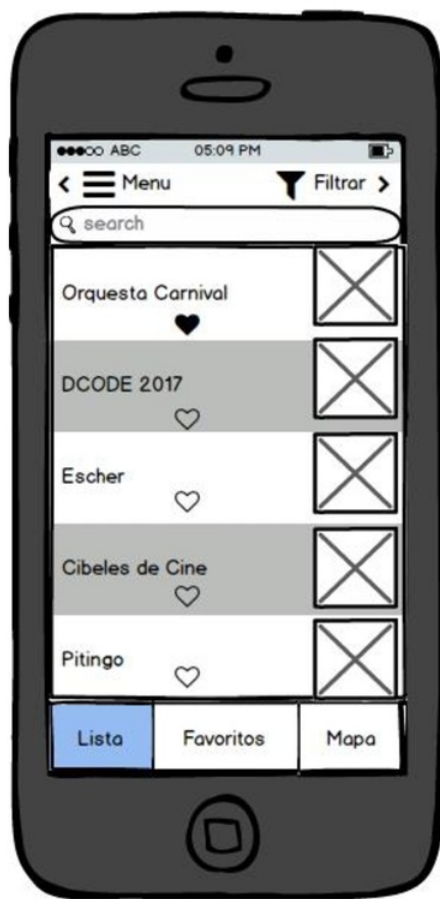 ABC 05:09 PM
Menu Filtrar
search
Orquesta Carnival
DCODE 2017
Escher
Cibeles de Cine
Pitingo
Lista Favoritos Mapa